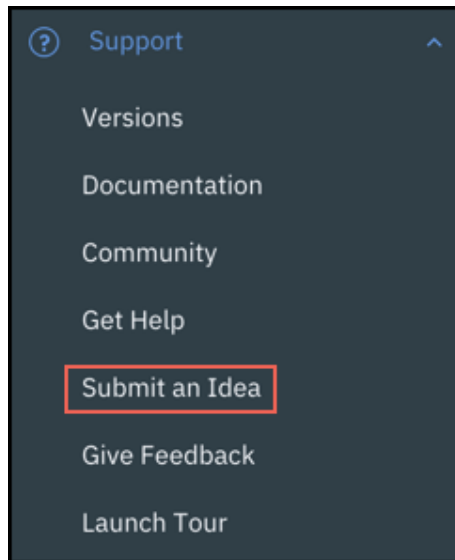 Support
Versions
Documentation
Community
Get Help
Submit an Idea
Give Feedback
Launch Tour